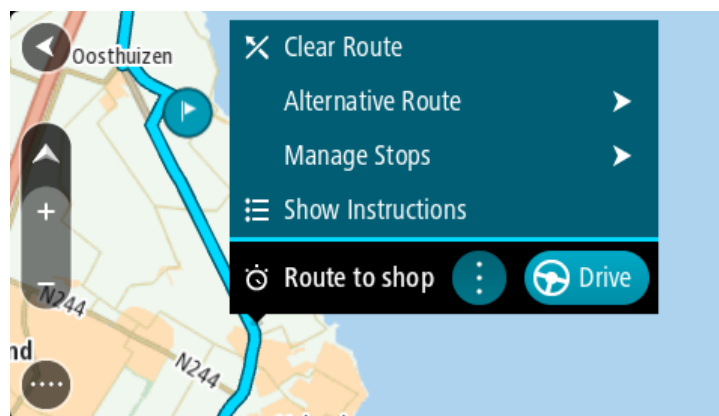 Oosthuizen
Clear Route
Alternative Route
Manage Stops
Show Instructions
Route to shop
Drive
N244
nd
N244